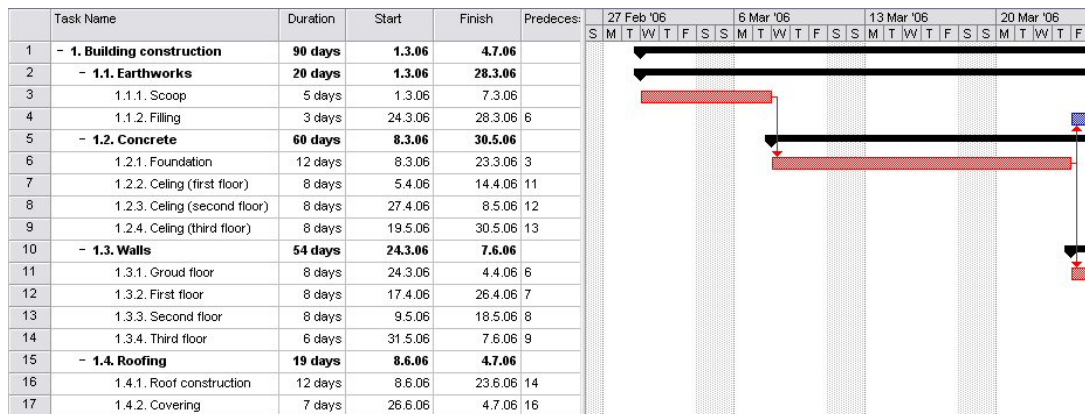 Task Name Duration Start Finish Predeces 27 Feb '06 6 Mar '06 13 Mar '06 20 Mar '06
S M T W T F S S M T W T F S S M T W T F S S M T W T F
1 − 1. Building construction 90 days 1.3.06 4.7.06
2 − 1.1. Earthworks 20 days 1.3.06 28.3.06
3 1.1.1. Scoop 5 days 1.3.06 7.3.06
4 1.1.2. Filling 3 days 24.3.06 28.3.06 6
5 − 1.2. Concrete 60 days 8.3.06 30.5.06
6 1.2.1. Foundation 12 days 8.3.06 23.3.06 3
7 1.2.2. Celing (first floor) 8 days 5.4.06 14.4.06 11
8 1.2.3. Celing (second floor) 8 days 27.4.06 8.5.06 12
9 1.2.4. Celing (third floor) 8 days 19.5.06 30.5.06 13
10 − 1.3. Walls 54 days 24.3.06 7.6.06
11 1.3.1. Groud floor 8 days 24.3.06 4.4.06 6
12 1.3.2. First floor 8 days 17.4.06 26.4.06 7
13 1.3.3. Second floor 8 days 9.5.06 18.5.06 8
14 1.3.4. Third floor 6 days 31.5.06 7.6.06 9
15 − 1.4. Roofing 19 days 8.6.06 4.7.06
16 1.4.1. Roof construction 12 days 8.6.06 23.6.06 14
17 1.4.2. Covering 7 days 26.6.06 4.7.06 16